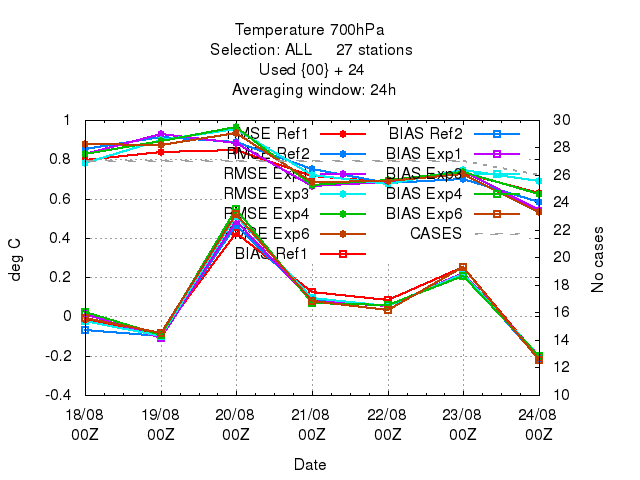 Temperature 700hPa
Selection: ALL 27 stations
Used {00} + 24
Averaging window: 24h
deg C
No cases
1
0.8
0.6
0.4
0.2
0
-0.2
-0.4
30
28
26
24
22
20
18
16
14
12
10
RMSE Ref1
RMSE Ref2
RMSE Exp1
RMSE Exp3
RMSE Exp4
RMSE Exp6
BIAS Ref1
BIAS Ref2
BIAS Exp1
BIAS Exp3
BIAS Exp4
BIAS Exp6
CASES
18/08 19/08 20/08 21/08 22/08 23/08 24/08
00Z 00Z 00Z 00Z 00Z 00Z 00Z
Date